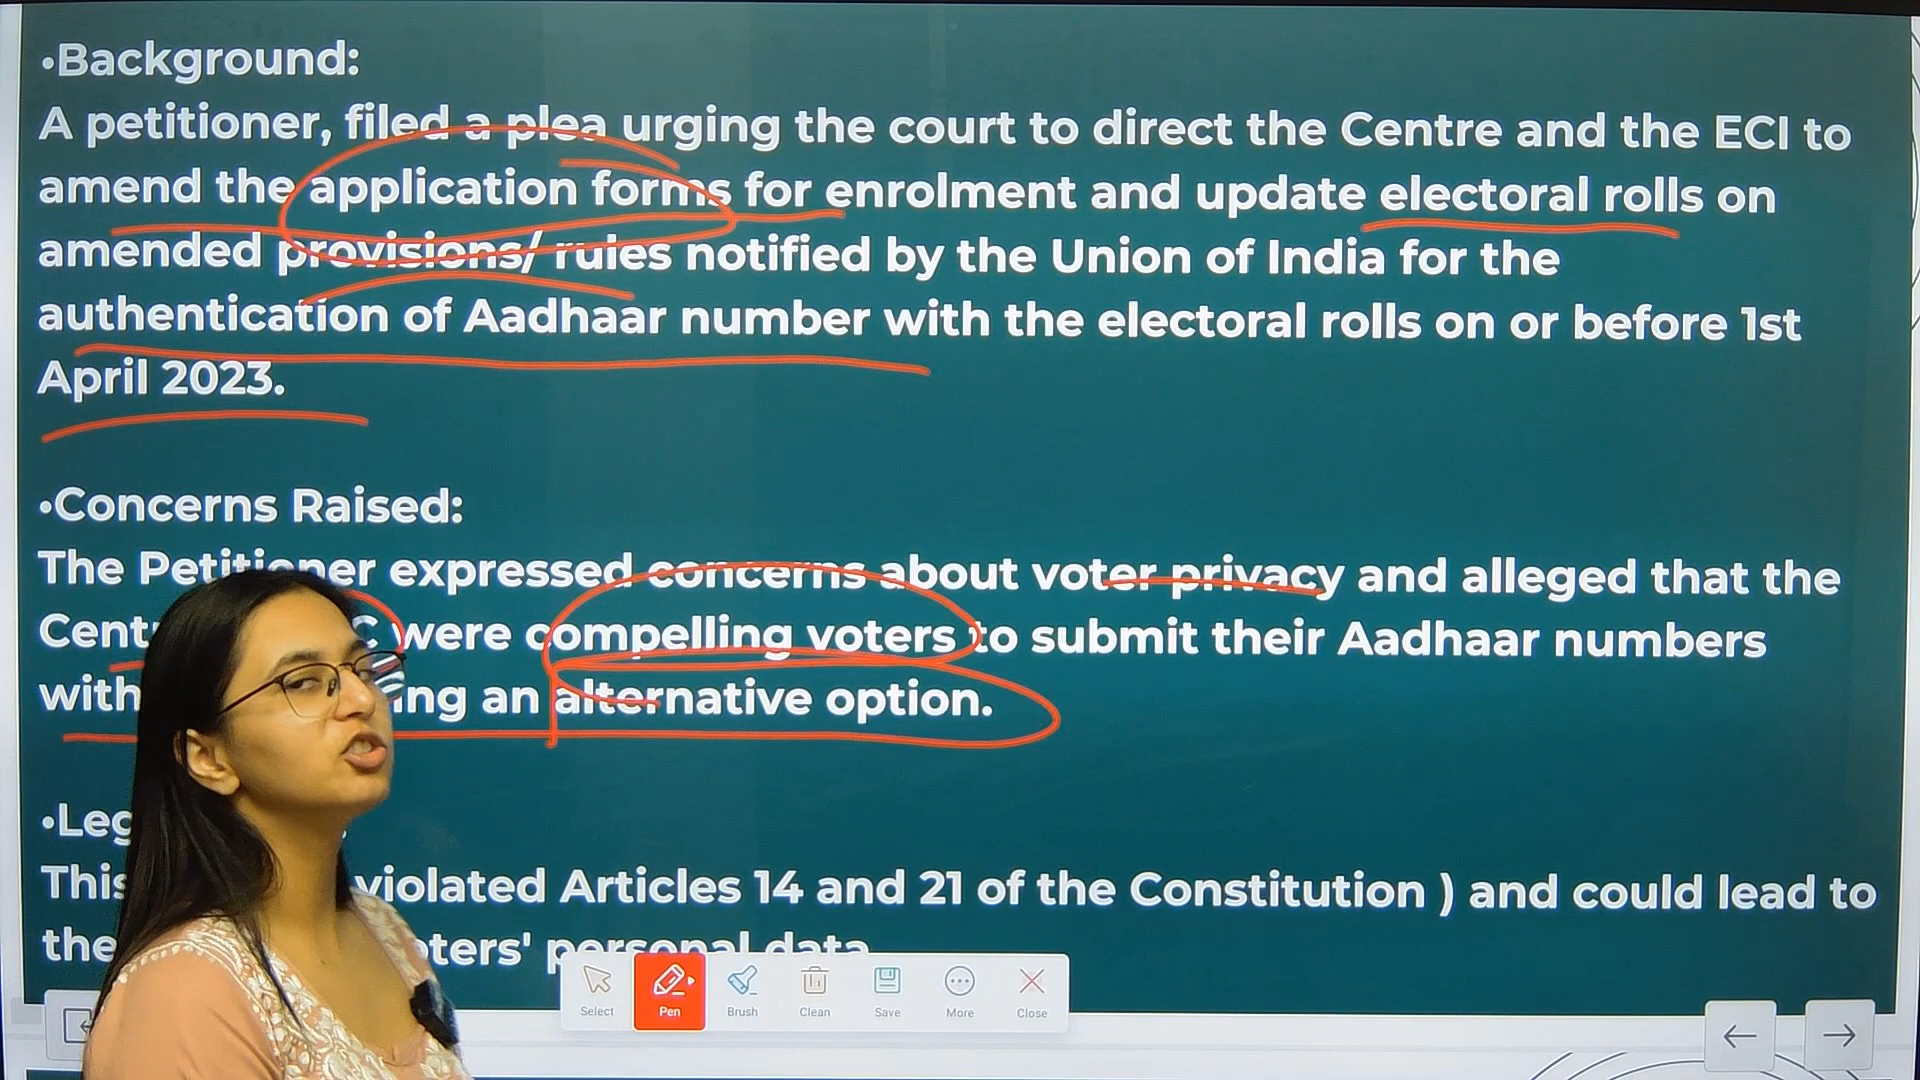 •Background:
A petitioner, filed a plea urging the court to direct the Centre and the ECI to
amend the application forms for enrolment and update electoral rolls on
amended provisions/ rules notified by the Union of India for the
authentication of Aadhaar number with the electoral rolls on or before 1st
April 2023.
•Concerns Raised:
The Petitioner expressed concerns about voter privacy and alleged that the
were compelling voters to submit their Aadhaar numbers
an alternative option.
violated Articles 14 and 21 of the Constitution ) and could lead to
personal data
Select
Pen
Brush
Clean
Save
More
Close